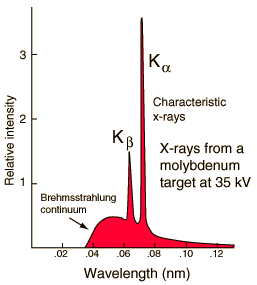 3
2
1
Relative intensity
Kα
Kβ
Characteristic
x-rays
X-rays from a
molybdenum
target at 35 kV
Brehmsstrahlung
continuum
.02 .04 .06 .08 .10 .12
Wavelength (nm)